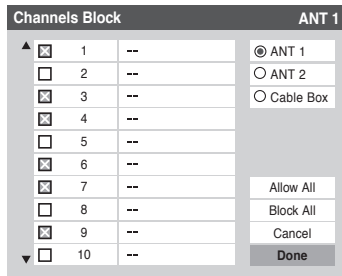 Channels Block ANT 1
1 -- ANT 1
2 -- ANT 2
3 -- Cable Box
4 --
5 --
6 --
7 -- Allow All
8 -- Block All
9 -- Cancel
10 -- Done